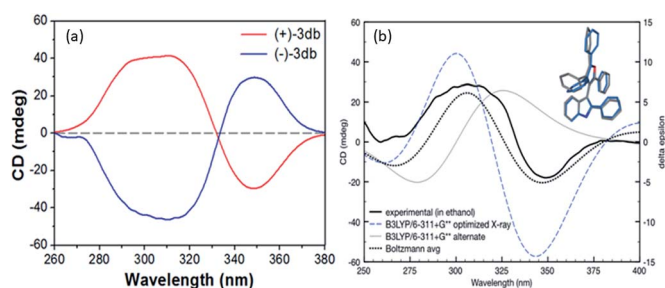 (a)
(+)-3db
(-)-3db
CD (mdeg)
60
40
20
0
-20
-40
-60
260 280 300 320 340 360 380
Wavelength (nm)
(b)
CD (mdeg)
60
40
20
0
-20
-40
-60
15
10
5
0
-5
-10
-15
delta epsilon
experimental (in ethanol)
B3LYP/6-311+G** optimized X-ray
B3LYP/6-311+G** alternate
Boltzmann avg
250 275 300 325 350 375 400
Wavelength (nm)